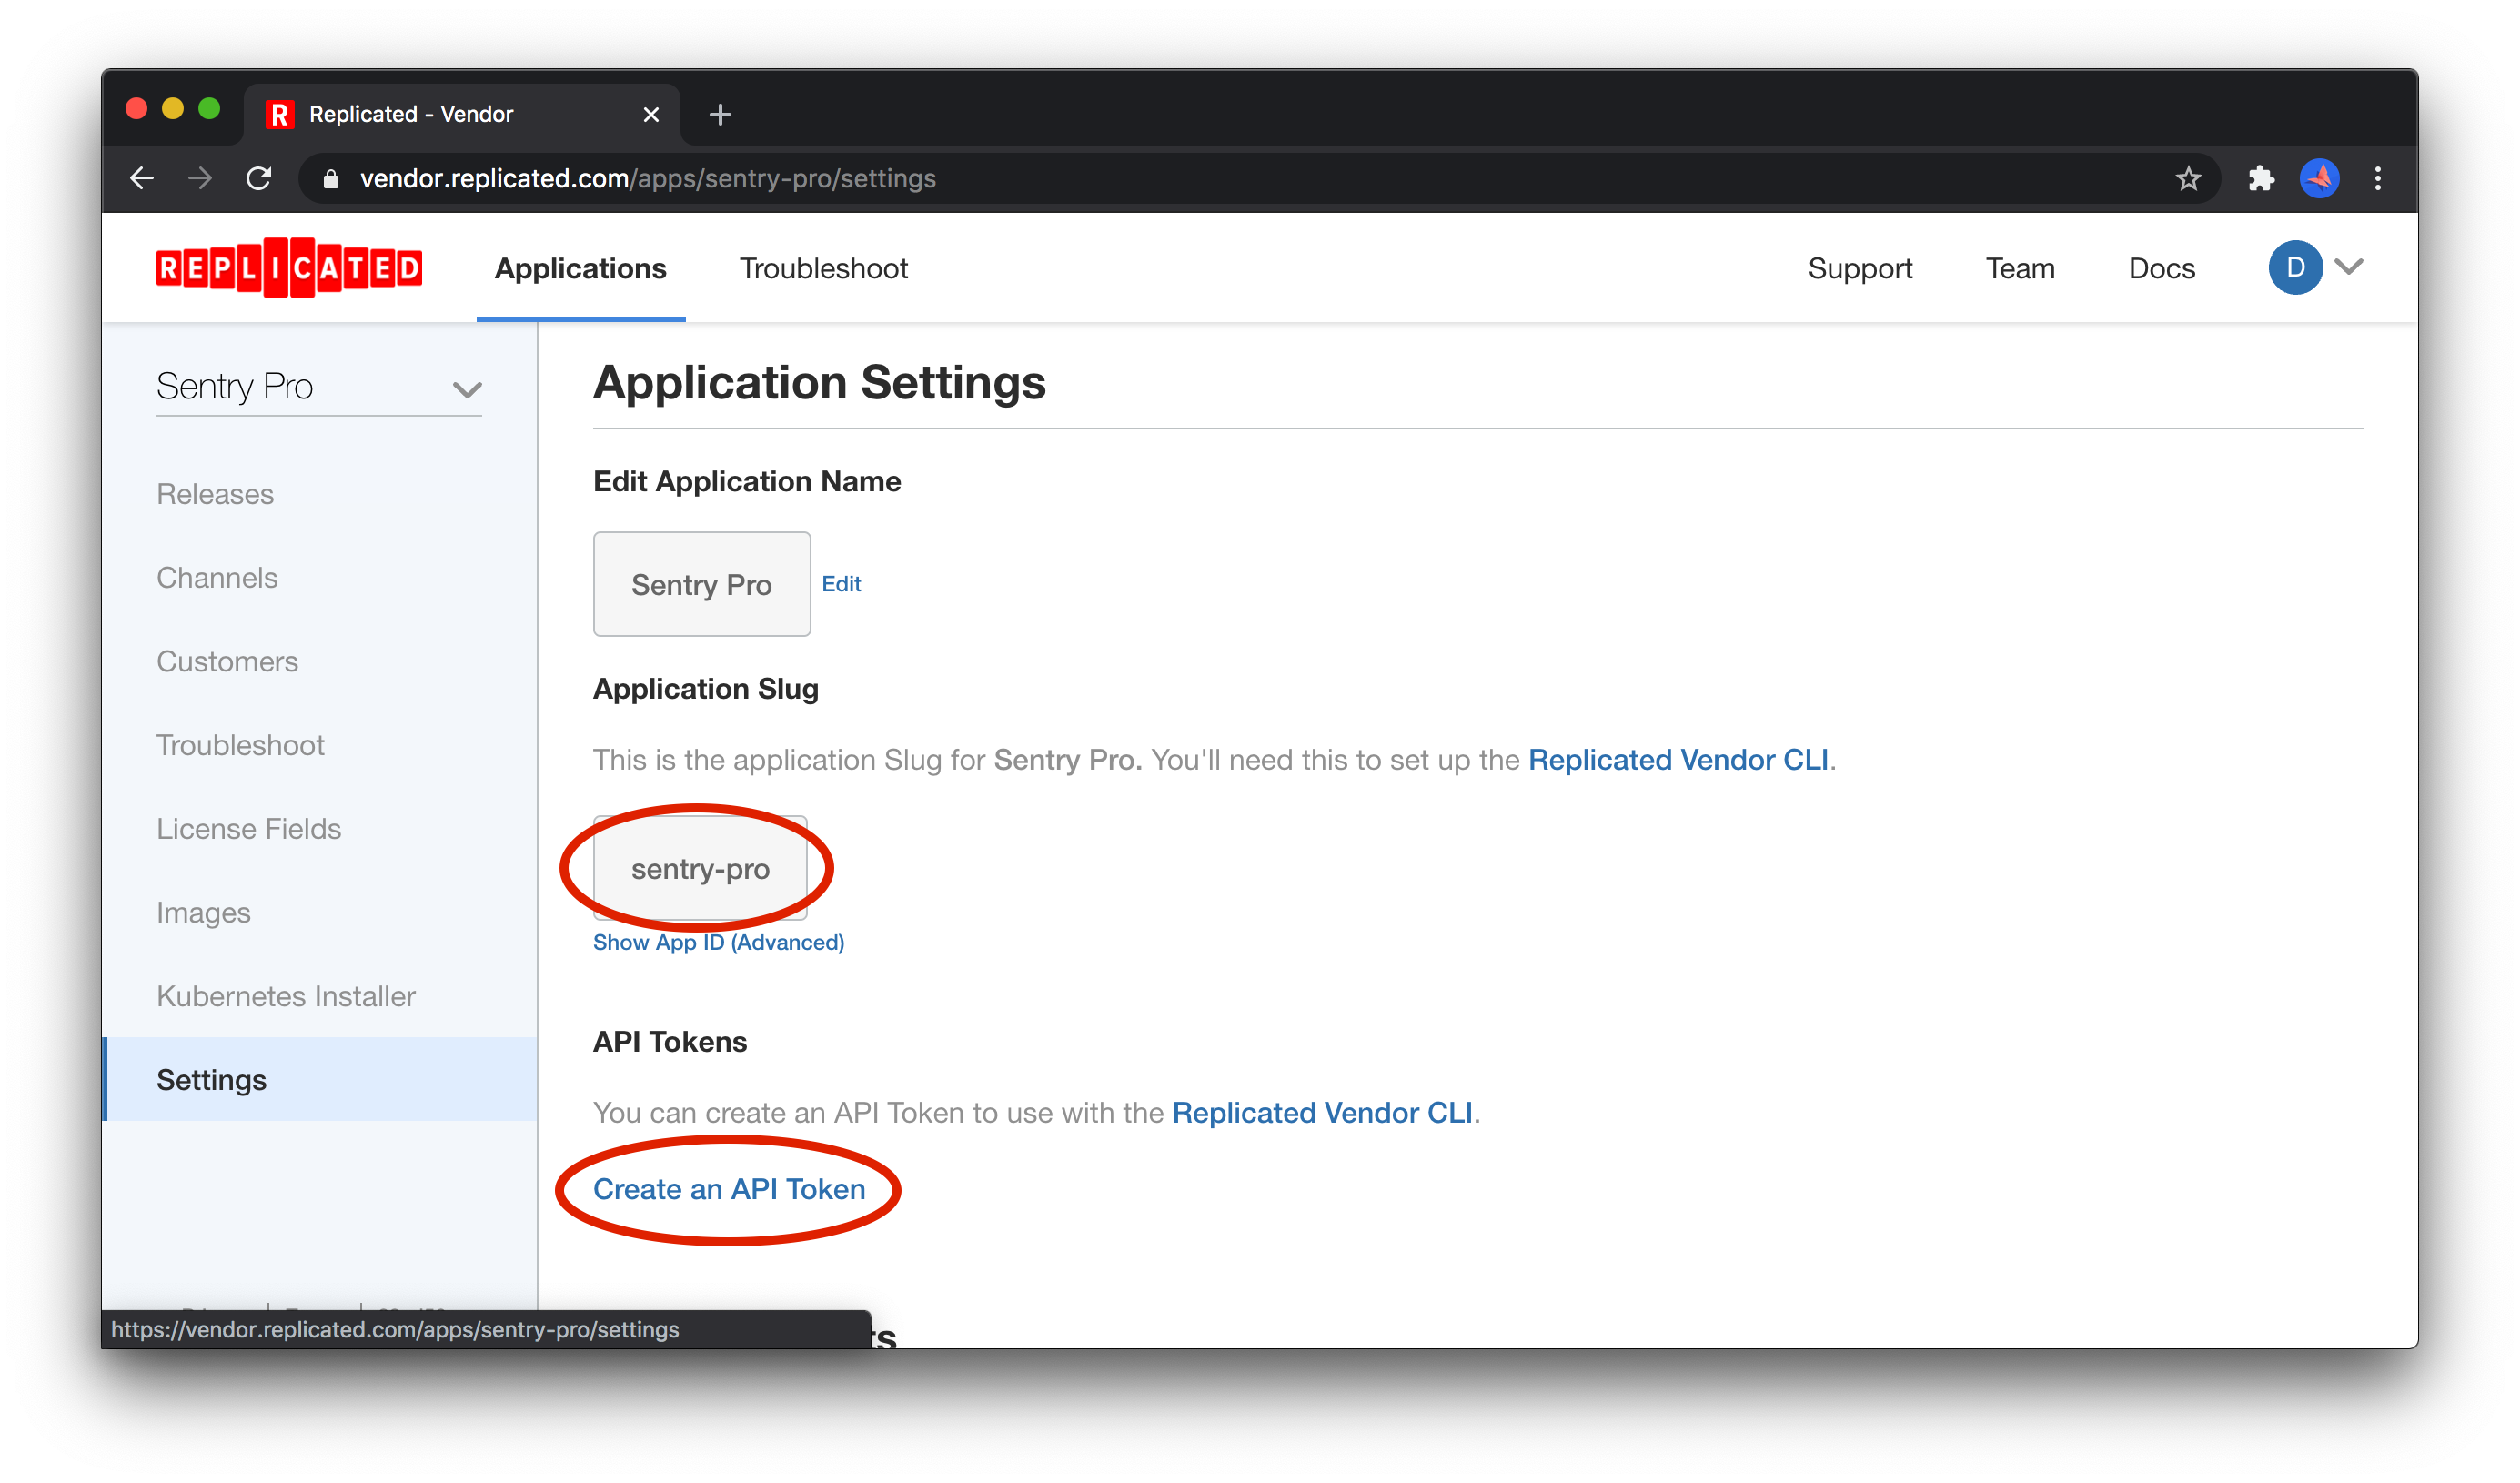 Replicated - Vendor
vendor.replicated.com/apps/sentry-pro/settings
REPLICATED
Applications
Troubleshoot
Support
Team
Docs
D
Sentry Pro
Releases
Channels
Customers
Troubleshoot
License Fields
Images
Kubernetes Installer
Settings
Application Settings
Edit Application Name
Sentry Pro Edit
Application Slug
This is the application Slug for Sentry Pro. You'll need this to set up the Replicated Vendor CLI.
sentry-pro
Show App ID (Advanced)
API Tokens
You can create an API Token to use with the Replicated Vendor CLI.
Create an API Token
https://vendor.replicated.com/apps/sentry-pro/settings